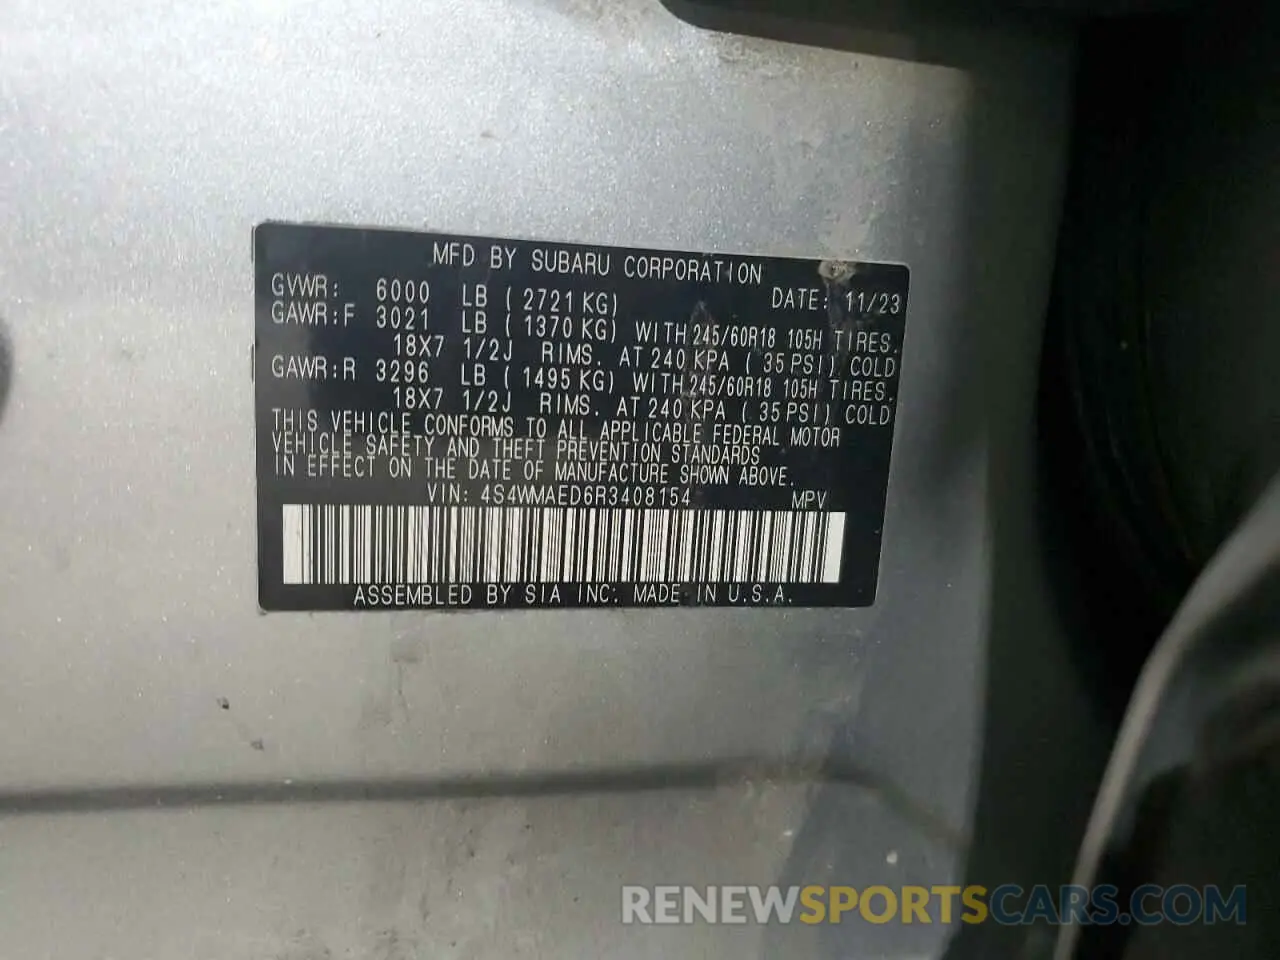 MFD BY SUBARU CORPORATION
GVWR: 6000 LB ( 2721 KG) DATE: 11/23
GAWR:F 3021 LB ( 1370 KG) WITH 245/60R18 105H TIRES.
18X7 1/2J RIMS. AT 240 KPA ( 35 PSI) COLD
GAWR:R 3296 LB ( 1495 KG) WITH 245/60R18 105H TIRES.
18X7 1/2J RIMS. AT 240 KPA ( 35 PSI) COLD
THIS VEHICLE CONFORMS TO ALL APPLICABLE FEDERAL MOTOR
VEHICLE SAFETY AND THEFT PREVENTION STANDARDS
IN EFFECT ON THE DATE OF MANUFACTURE SHOWN ABOVE.
VIN: 4S4WMAED6R3408154 MPV
ASSEMBLED BY SIA INC. MADE IN U.S.A.
RENEWSPORTSCARS.COM